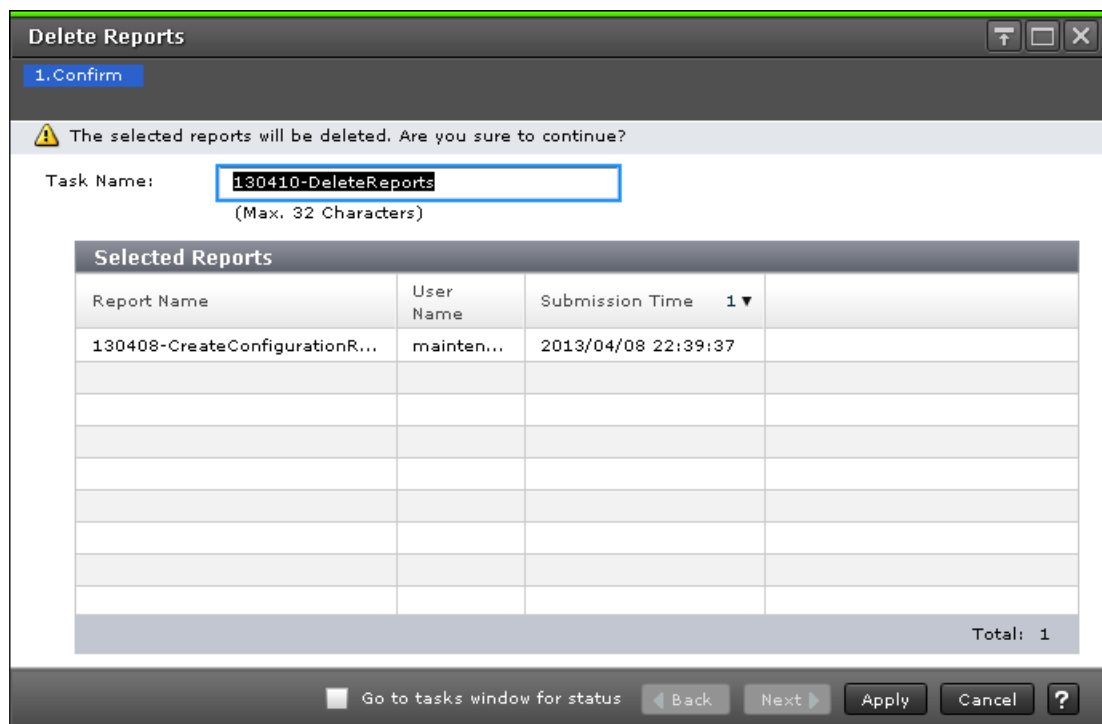 Delete Reports
1.Confirm
The selected reports will be deleted. Are you sure to continue?
Task Name: 130410-DeleteReports
(Max. 32 Characters)
Selected Reports
Report Name User Name Submission Time 1▼
130408-CreateConfigurationR... mainten... 2013/04/08 22:39:37
Total: 1
Go to tasks window for status Back Next Apply Cancel ?